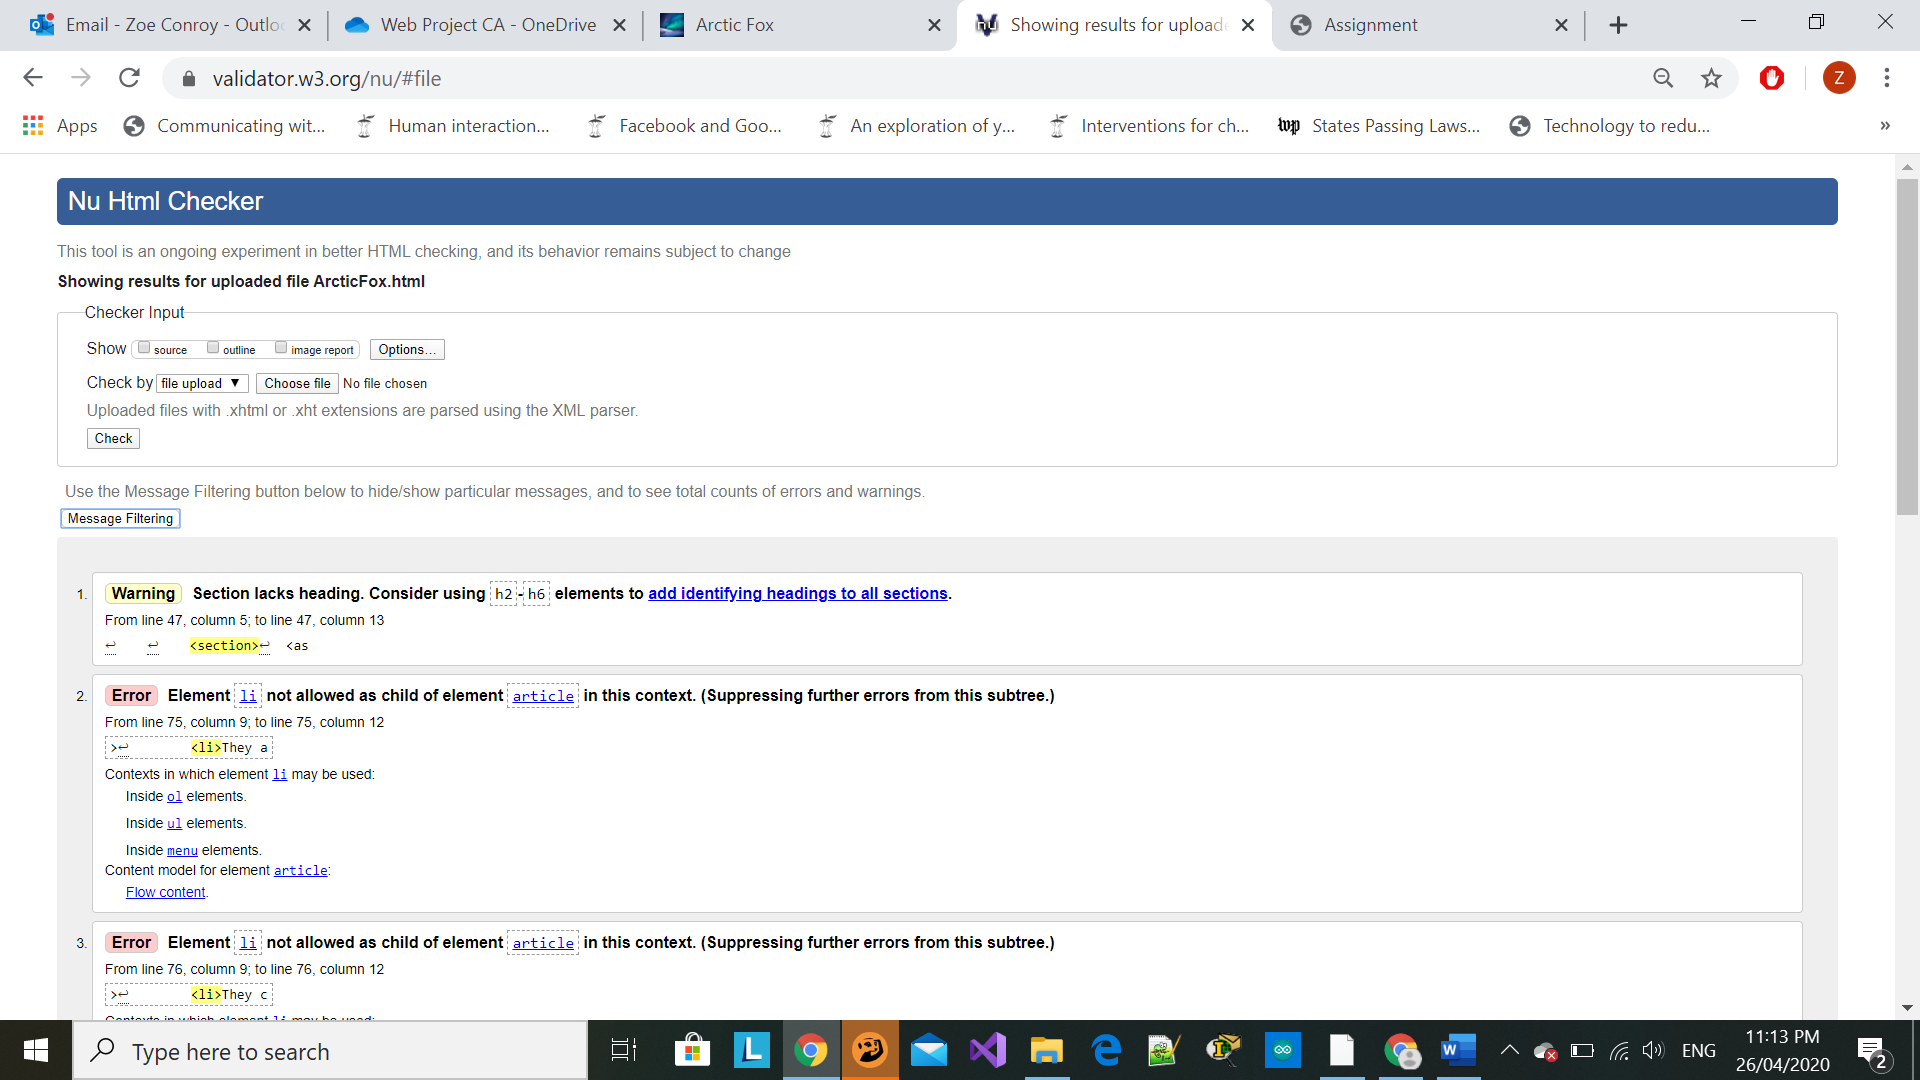 Email - Zoe Conroy - Outlo
Web Project CA - OneDrive
Arctic Fox
Showing results for upload
Assignment
validator.w3.org/nu/#file
Z
Apps
Communicating wit...
Human interaction...
Facebook and Goo...
An exploration of y...
Interventions for ch...
wp
States Passing Laws...
Technology to redu...
»
Nu Html Checker
This tool is an ongoing experiment in better HTML checking, and its behavior remains subject to change
Showing results for uploaded file ArcticFox.html
Checker Input
Show source outline image report Options...
Check by file upload ▼ Choose file No file chosen
Uploaded files with .xhtml or .xht extensions are parsed using the XML parser.
Check
Use the Message Filtering button below to hide/show particular messages, and to see total counts of errors and warnings.
Message Filtering
1. Warning Section lacks heading. Consider using h2-h6 elements to add identifying headings to all sections.
From line 47, column 5; to line 47, column 13
↩ ↩ <section>↩ <as
2. Error Element li not allowed as child of element article in this context. (Suppressing further errors from this subtree.)
From line 75, column 9; to line 75, column 12
>↩ <li>They a
Contexts in which element li may be used:
Inside ol elements.
Inside ul elements.
Inside menu elements.
Content model for element article:
Flow content.
3. Error Element li not allowed as child of element article in this context. (Suppressing further errors from this subtree.)
From line 76, column 9; to line 76, column 12
>↩ <li>They c
Contexts in which element li may be used:
Type here to search
L
W
ENG
11:13 PM
26/04/2020
2